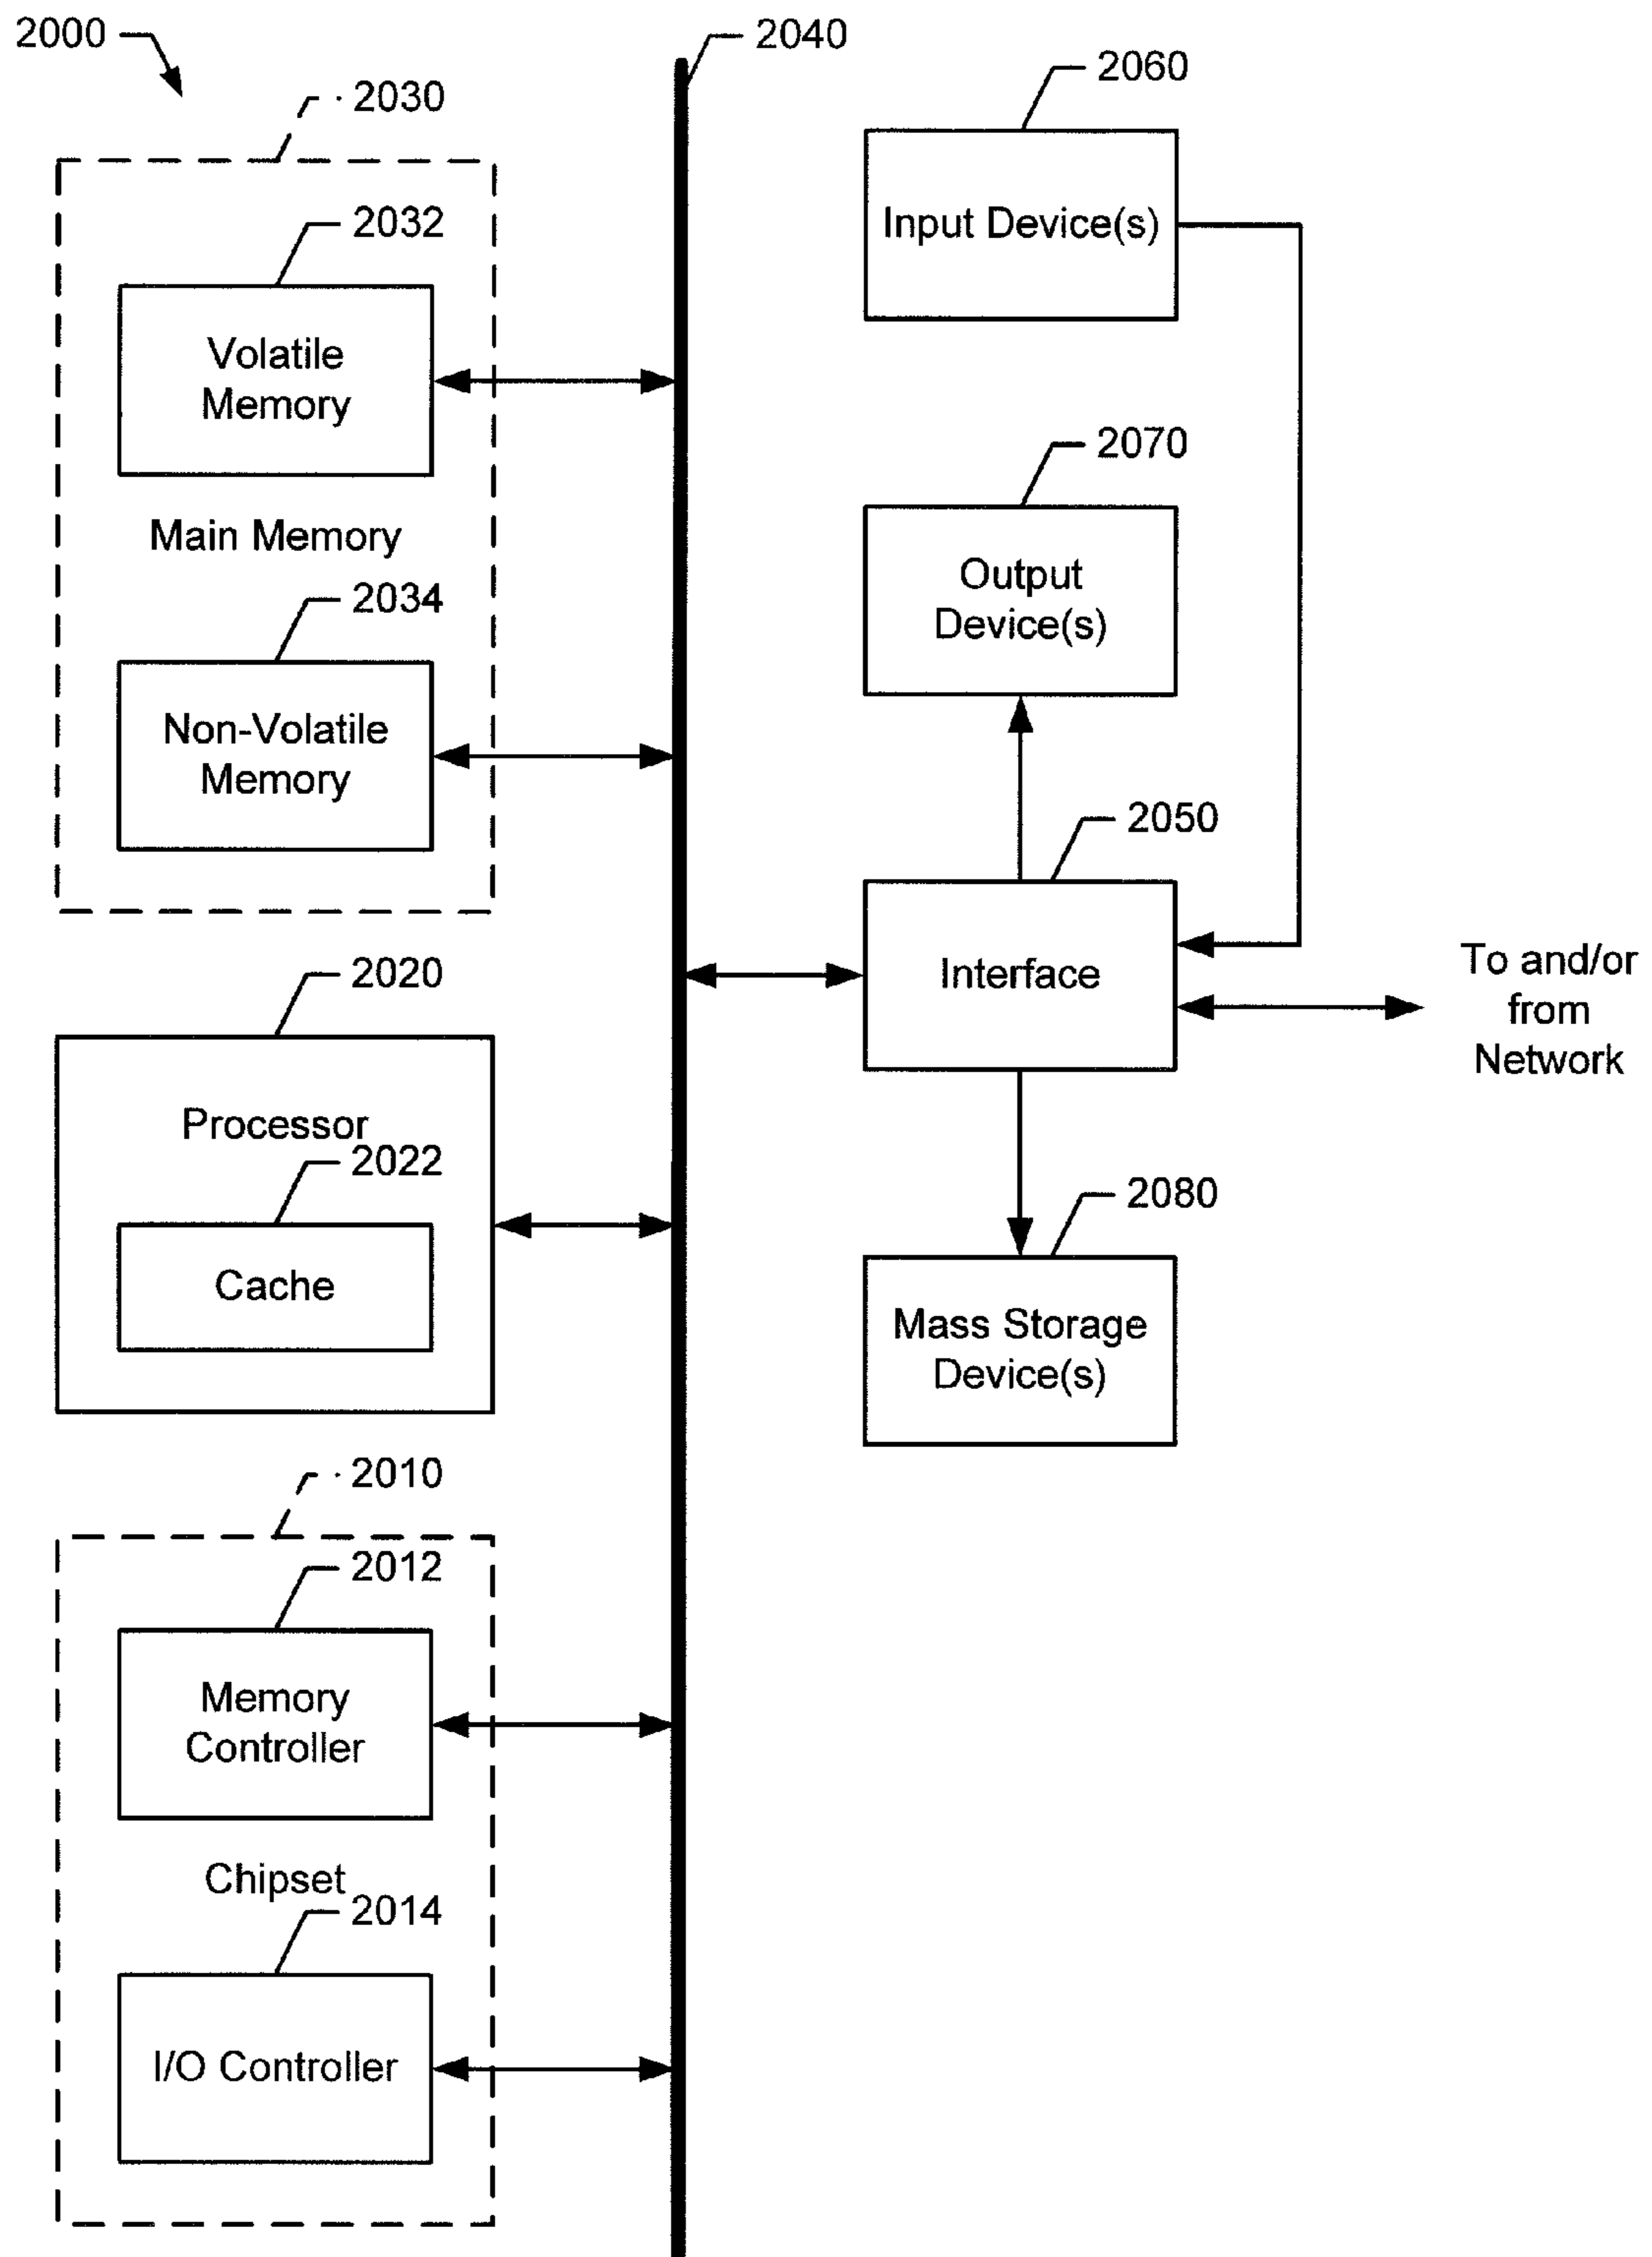 2000
2040
2060
2030
Input Device(s)
2032
Volatile
Memory
2070
Main Memory
Output
Device(s)
2034
Non-Volatile
Memory
2050
Interface
To and/or
from
Network
2020
Processor
2022
Cache
2080
Mass Storage
Device(s)
2010
2012
Memory
Controller
Chipset
2014
I/O Controller